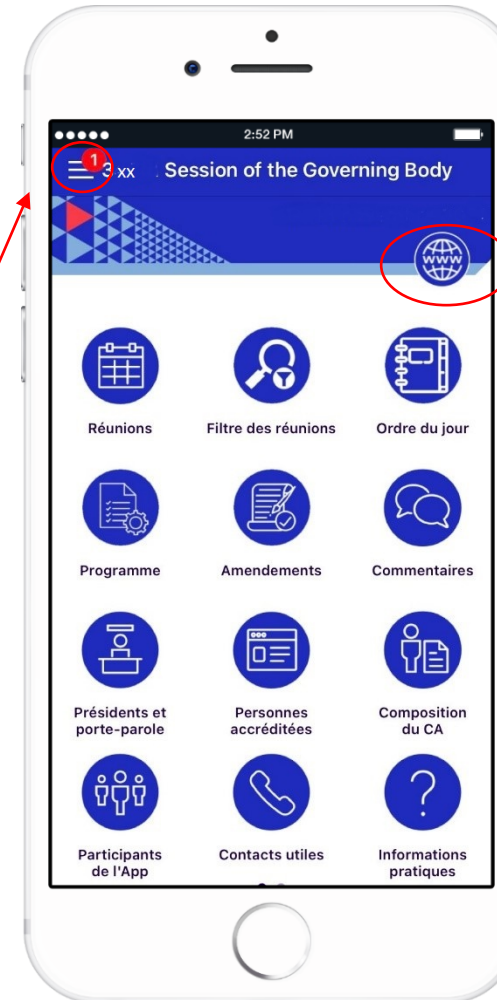 2:52 PM
1
3 xx Session of the Governing Body
www
Réunions
Filtre des réunions
Ordre du jour
Programme
Amendements
Commentaires
Présidents et
porte-parole
Personnes
accréditées
Composition
du CA
Participants
de l'App
Contacts utiles
Informations
pratiques